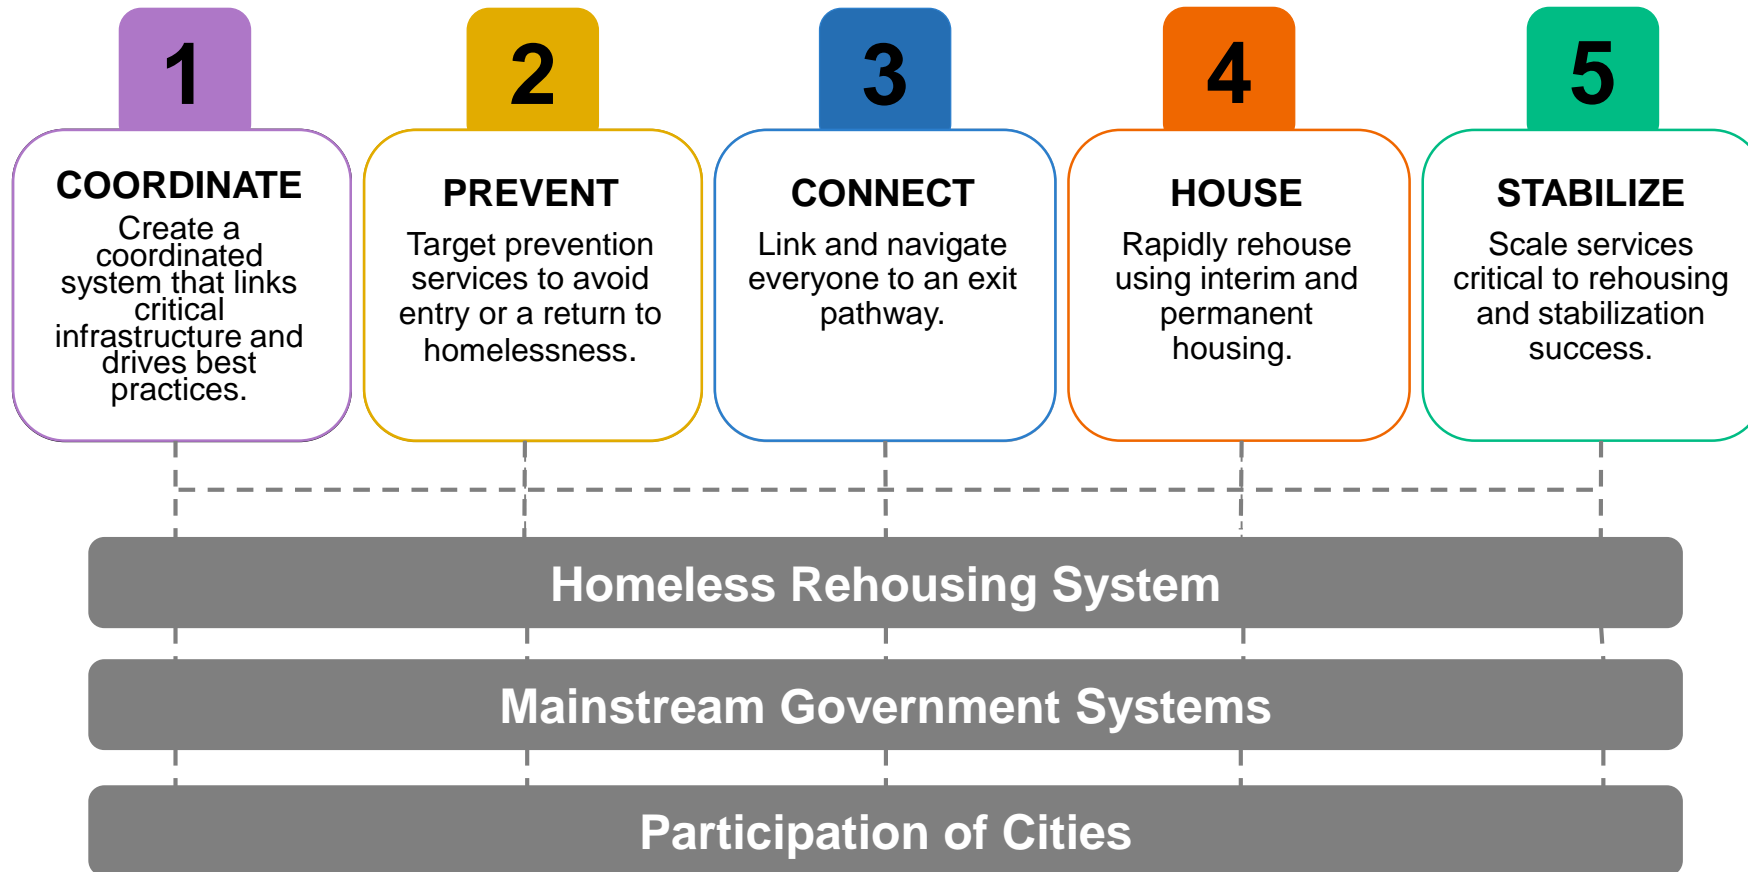 1
COORDINATE
Create a
coordinated
system that links
critical
infrastructure and
drives best
practices.
2
PREVENT
Target prevention
services to avoid
entry or a return to
homelessness.
3
CONNECT
Link and navigate
everyone to an exit
pathway.
4
HOUSE
Rapidly rehouse
using interim and
permanent
housing.
5
STABILIZE
Scale services
critical to rehousing
and stabilization
success.
Homeless Rehousing System
Mainstream Government Systems
Participation of Cities